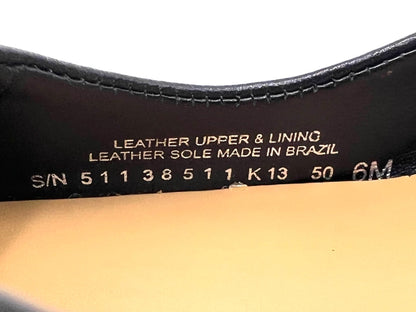 LEATHER UPPER & LINING
LEATHER SOLE MADE IN BRAZIL
S/N 51138511 K13 50 6M